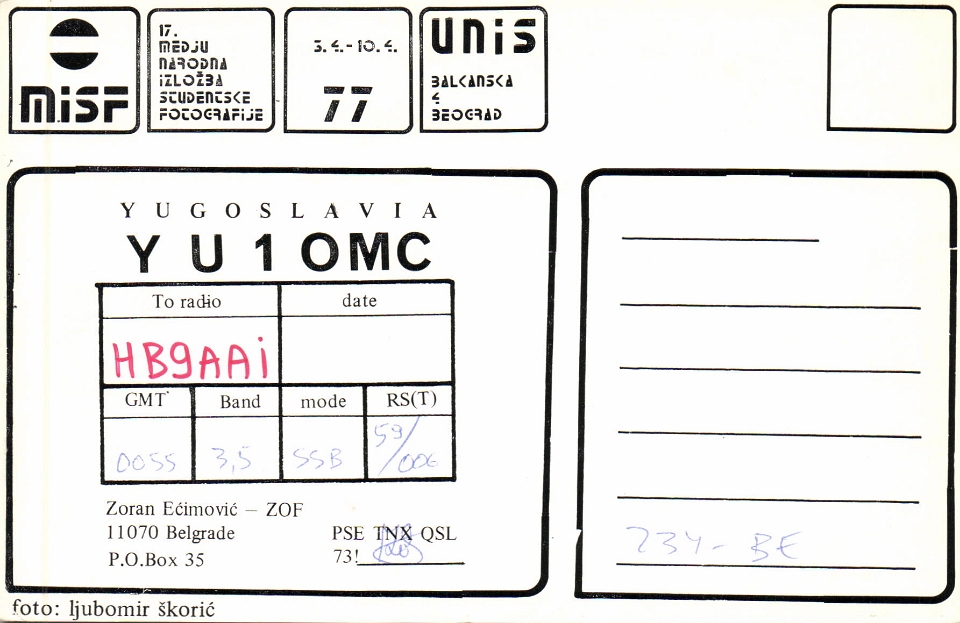 MiSF
17.
MEDJU
NARODNA
iZLOŽBA
STUDENTSKE
FOTOGRAFIJE
3.4.-10.4.
77
UNiS
BALKANSKA
4
BEOGRAD
YUGOSLAVIA
YU1OMC
To radio date
HB9AAi
GMT Band mode RS(T)
0055 3,5 SSB 59/006
Zoran Ećimović – ZOF
11070 Belgrade
PSE TNX QSL
P.O.Box 35
73!
234- BE
foto: ljubomir škorić